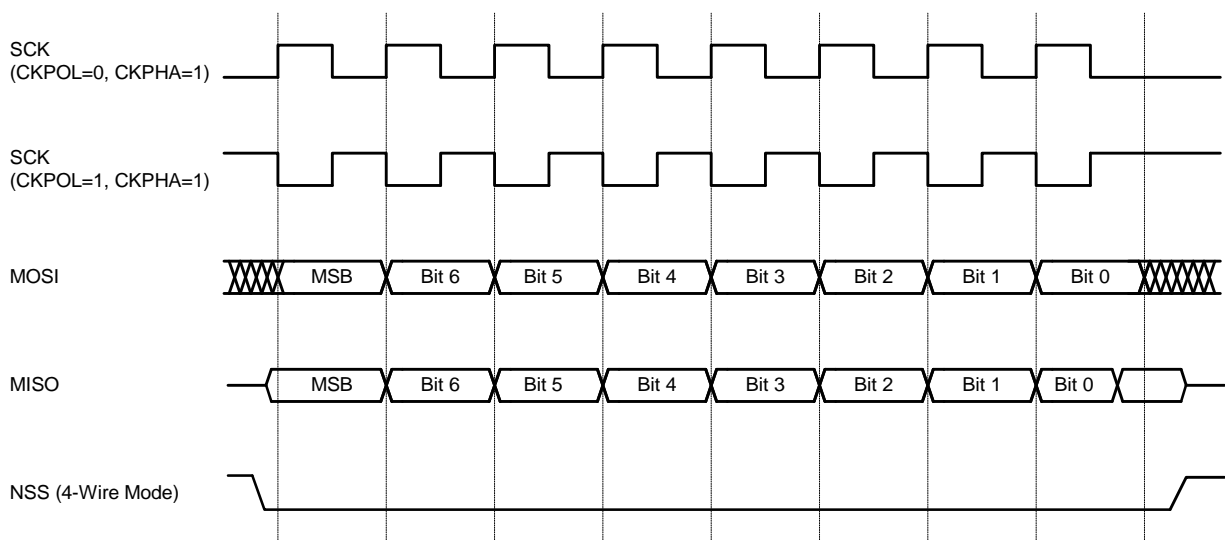 SCK
(CKPOL=0, CKPHA=1)
SCK
(CKPOL=1, CKPHA=1)
MOSI
MSB Bit 6 Bit 5 Bit 4 Bit 3 Bit 2 Bit 1 Bit 0
MISO
MSB Bit 6 Bit 5 Bit 4 Bit 3 Bit 2 Bit 1 Bit 0
NSS (4-Wire Mode)